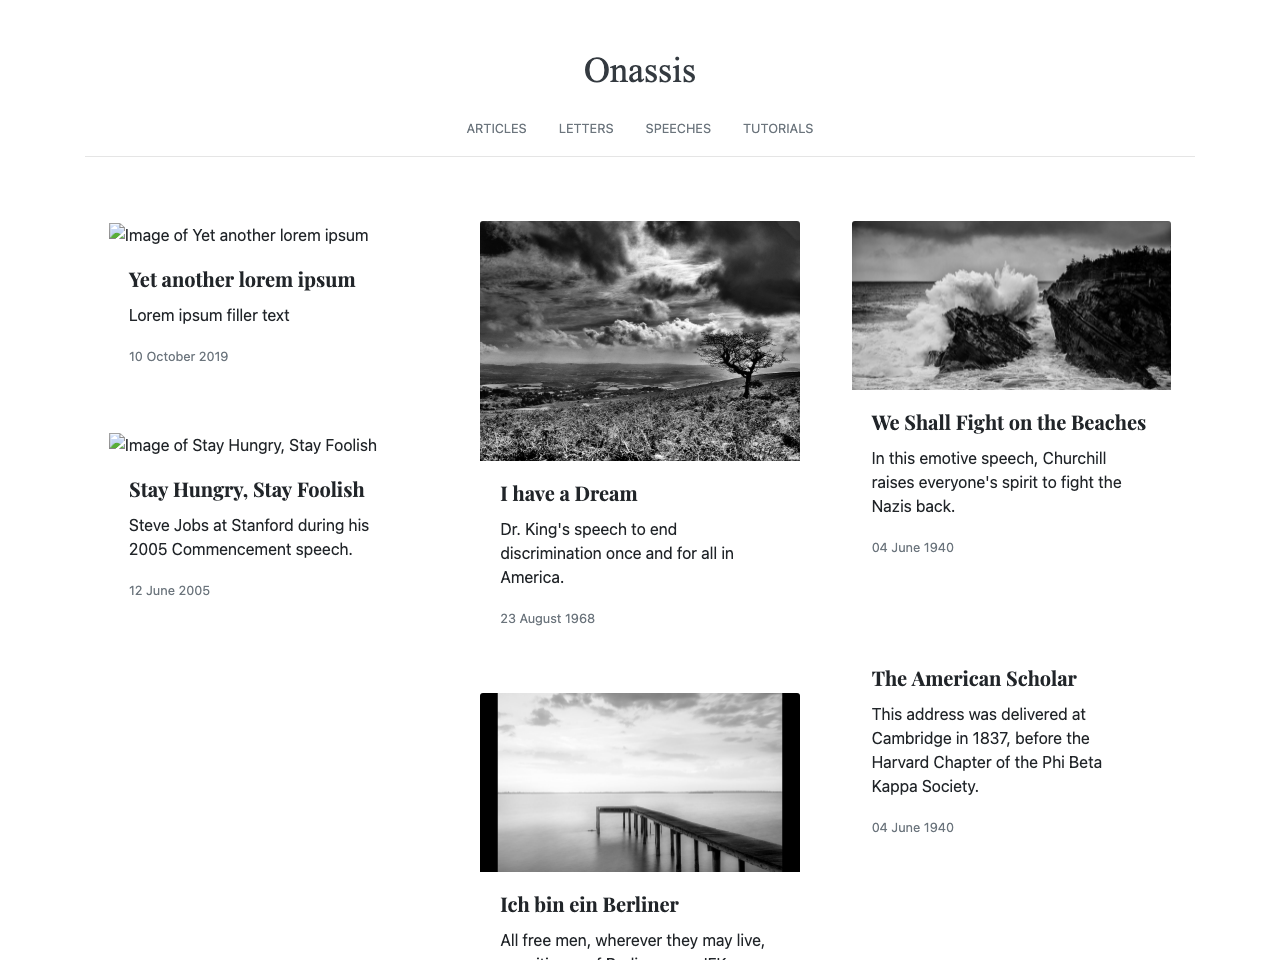 Onassis
ARTICLES LETTERS SPEECHES TUTORIALS
Image of Yet another lorem ipsum
Yet another lorem ipsum
Lorem ipsum filler text
10 October 2019
Image of Stay Hungry, Stay Foolish
Stay Hungry, Stay Foolish
Steve Jobs at Stanford during his
2005 Commencement speech.
12 June 2005
I have a Dream
Dr. King's speech to end
discrimination once and for all in
America.
23 August 1968
Ich bin ein Berliner
All free men, wherever they may live,
We Shall Fight on the Beaches
In this emotive speech, Churchill
raises everyone's spirit to fight the
Nazis back.
04 June 1940
The American Scholar
This address was delivered at
Cambridge in 1837, before the
Harvard Chapter of the Phi Beta
Kappa Society.
04 June 1940